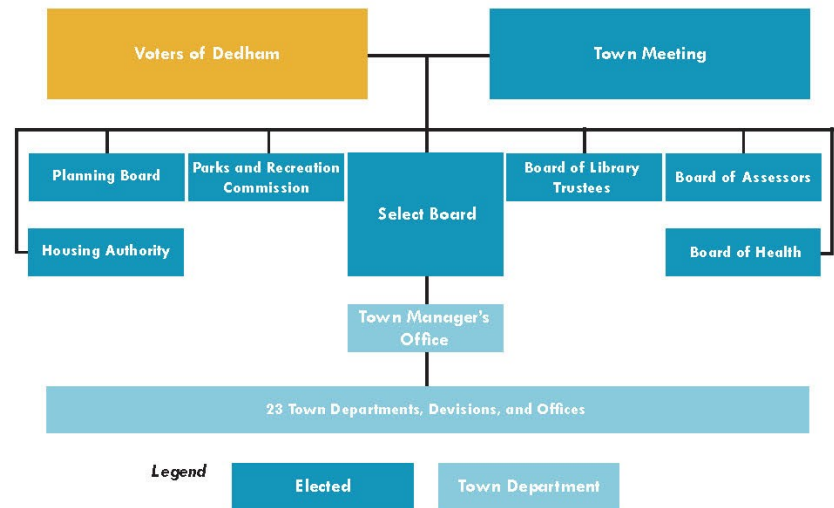 Voters of Dedham
Town Meeting
Planning Board
Parks and Recreation
Commission
Select Board
Board of Library
Trustees
Board of Assessors
Housing Authority
Board of Health
Town Manager's
Office
23 Town Departments, Devisions, and Offices
Legend
Elected
Town Department